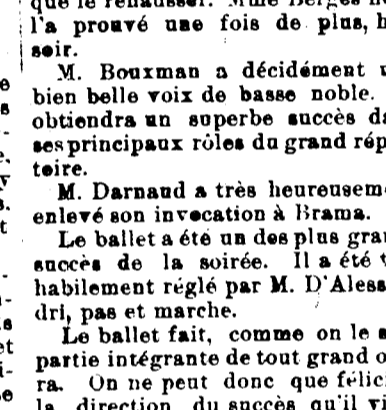 que le rehausser. Mme Berges
l'a prouvé une fois de plus, h
soir.
M. Bouxman a décidément
bien belle voix de basse noble.
obtiendra un superbe succès da
ses principaux rôles du grand rép
toire.
M. Darnaud a très heureusem
enlevé son invocation à Brama.
Le ballet a été un des plus gra
succès de la soirée. Il a été t
habilement réglé par M. D'Aless
dri, pas et marche.
Le ballet fait, comme on le s
partie intégrante de tout grand o
ra. On ne peut donc que félic
la direction du succès qu'il